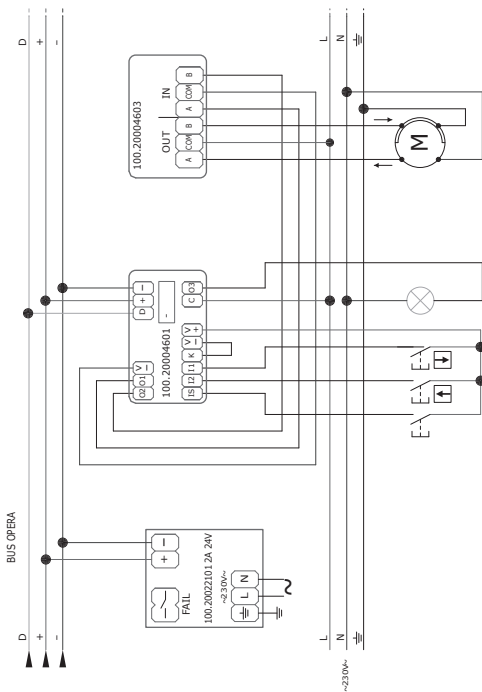 BUS OPERA
D
+
-
D
+
-
FAIL
+
−
100.20022101 2A 24V
~230V~
L
N
~
D
+
−
O2
O1
V −
-
100.20004601
IS
I2
I1
K
V −
V +
C
O3
100.20004603
OUT
IN
A
COM
B
A
COM
B
L
N
~230V~
L
N
M